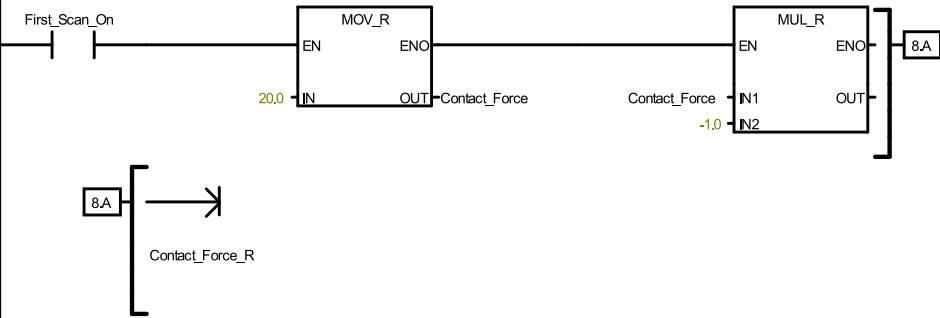 First_Scan_On
MOV_R
MUL_R
EN ENO EN ENO 8.A
20.0 IN OUT Contact_Force Contact_Force IN1 OUT
-1.0 IN2
8.A
Contact_Force_R